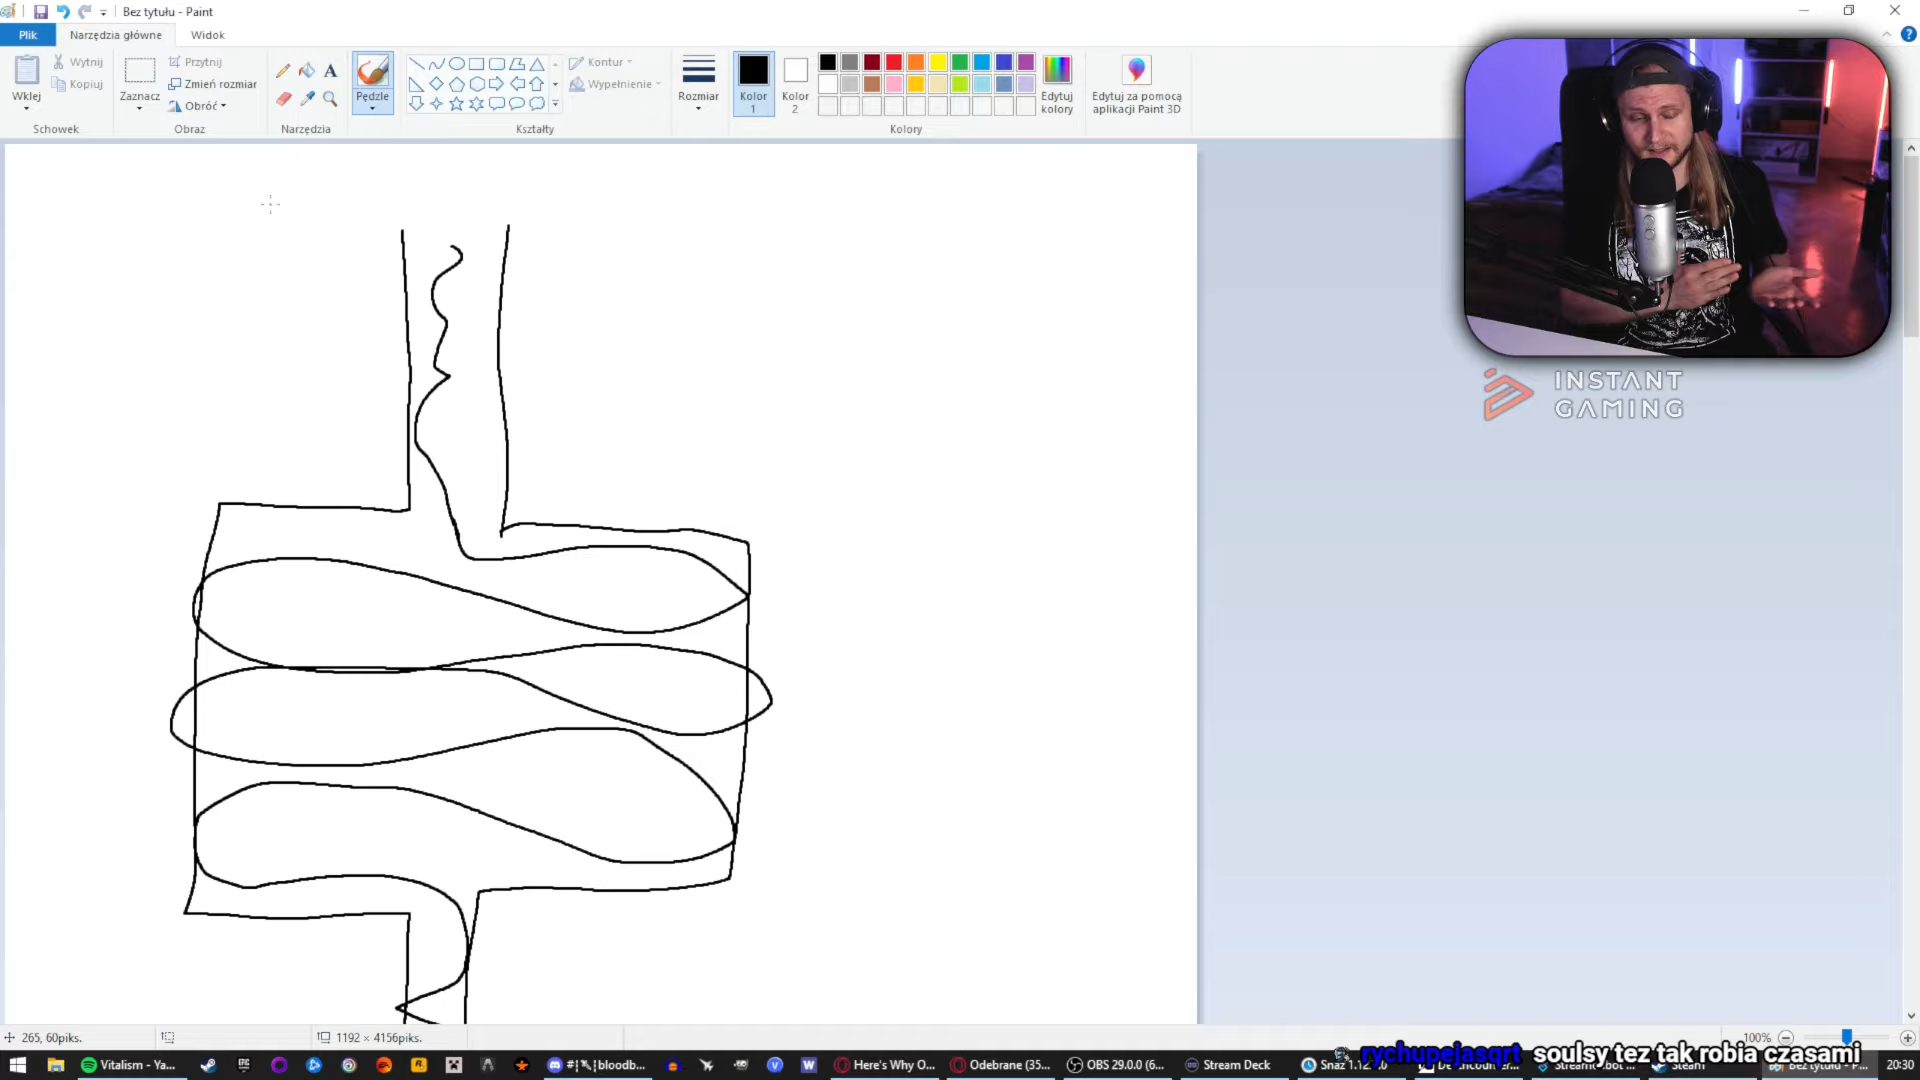 Bez tytułu - Paint
Plik
Narzędzia główne
Widok
Wklej
Wytnij
Kopiuj
Schowek
Zaznacz
Przytnij
Zmień rozmiar
Obróć
Obraz
A
Narzędzia
Pędzle
Kontur
Wypełnienie
Kształty
Rozmiar
Kolor
1
Kolor
2
Kolory
Edytuj
kolory
Edytuj za pomocą
aplikacji Paint 3D
INSTANT
GAMING
265, 60piks.
1192 × 4156piks.
100%
Vitalism - Ya...
bloodb...
Here's Why O...
Odebrane (35...
OBS 29.0.0 (6...
Stream Deck
rychupejasqrt soulsy tez tak robia czasami
20:30